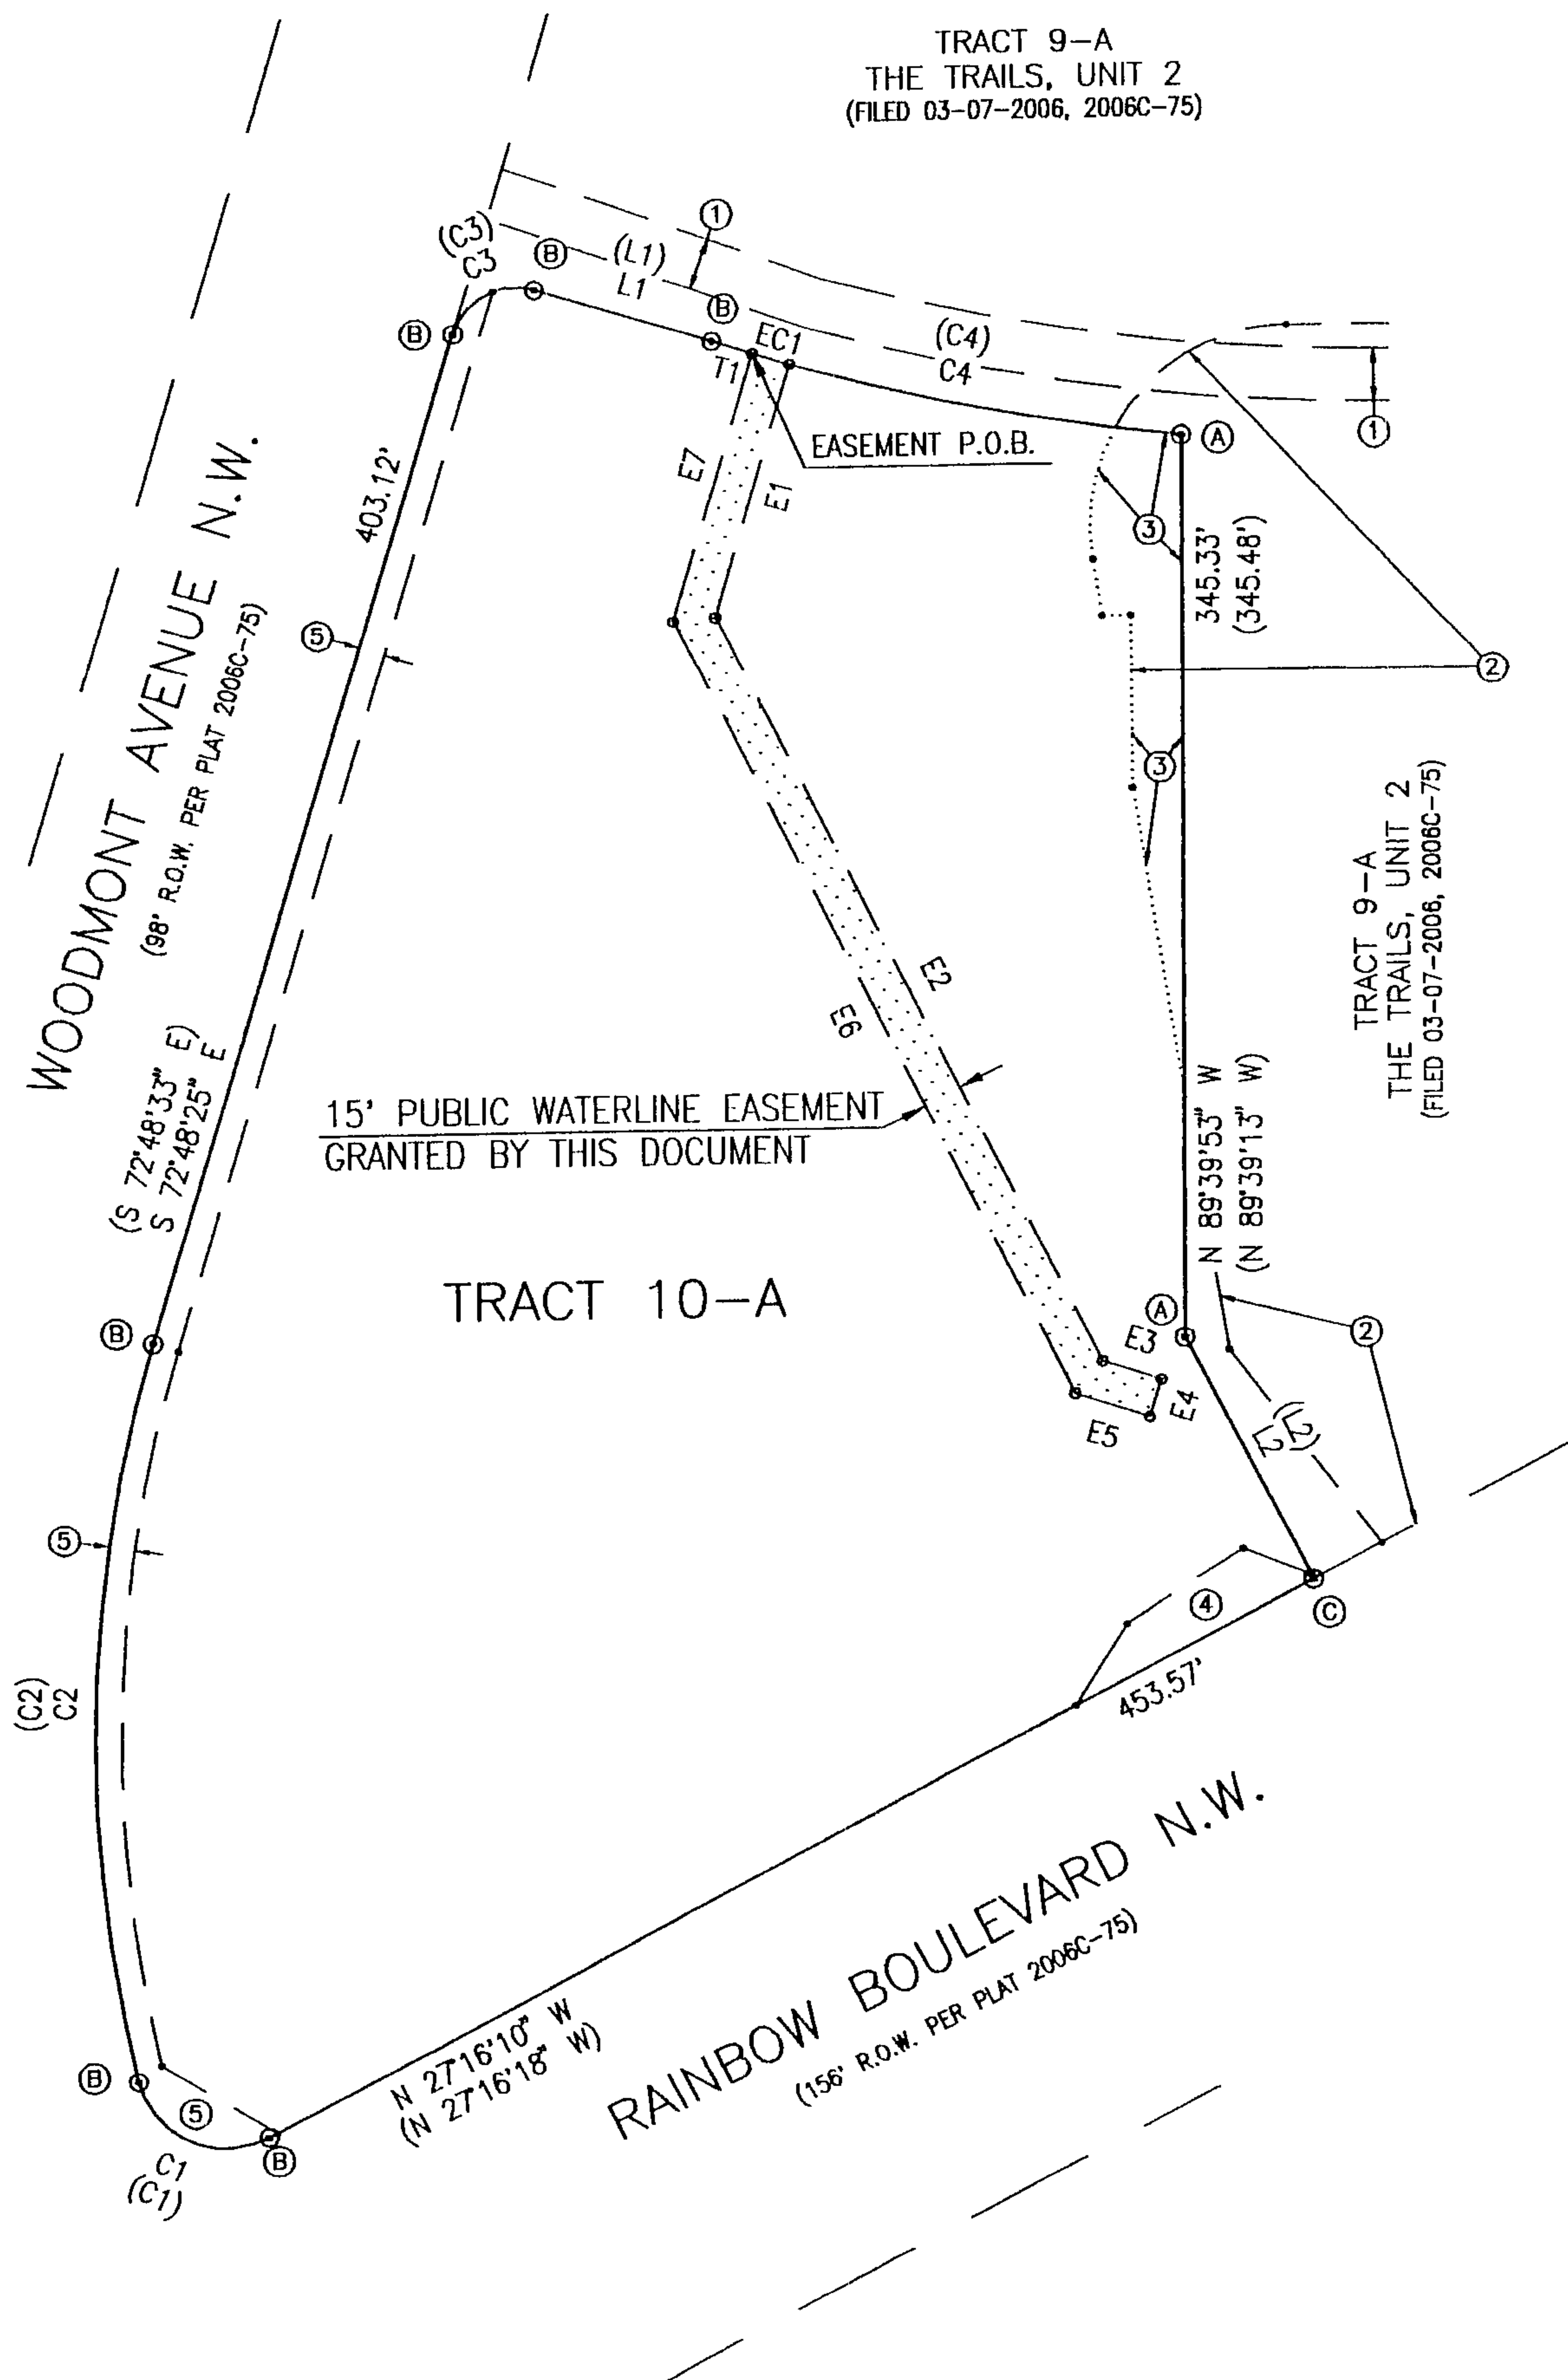 TRACT 9-A
THE TRAILS, UNIT 2
(FILED 03-07-2006, 2006C-75)
1
(C3)
C3
B
(L1)
L1
B
B
EC1
T1
(C4)
C4
A
1
EASEMENT P.O.B.
E7
E1
403.12'
3
345.33'
(345.48')
2
5
WOODMONT AVENUE N.W.
(98' R.O.W. PER PLAT 2006C-75)
3
TRACT 9-A
THE TRAILS, UNIT 2
(FILED 03-07-2006, 2006C-75)
E2
E6
(S 72°48'33" E)
S 72°48'25" E
15' PUBLIC WATERLINE EASEMENT
GRANTED BY THIS DOCUMENT
N 89°39'53" W
(N 89°39'13" W)
TRACT 10-A
A
B
2
E3
E4
E5
L2
(L2)
5
4
C
453.57'
(C2)
C2
RAINBOW BOULEVARD N.W.
(156' R.O.W. PER PLAT 2006C-75)
N 27°16'10" W
(N 27°16'18" W)
B
5
B
C1
(C1)